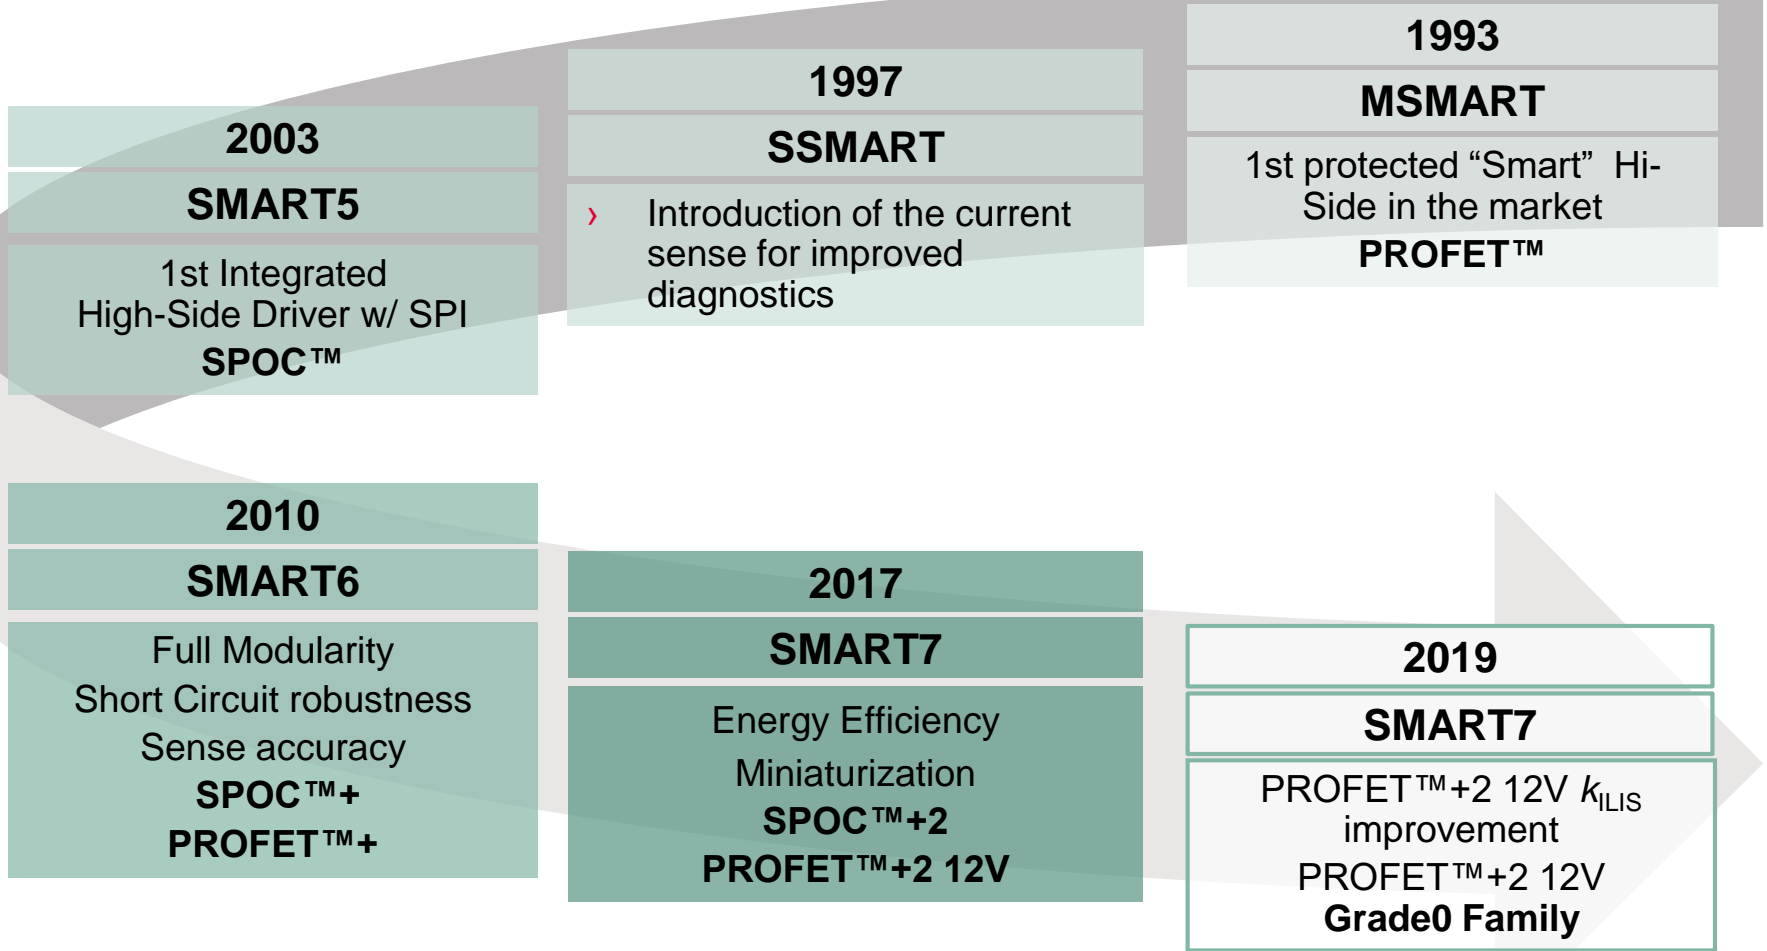 1993
MSMART
1st protected “Smart” Hi-
Side in the market
PROFET™
1997
SSMART
› Introduction of the current
sense for improved
diagnostics
2003
SMART5
1st Integrated
High-Side Driver w/ SPI
SPOC™
2010
SMART6
Full Modularity
Short Circuit robustness
Sense accuracy
SPOC™+
PROFET™+
2017
SMART7
Energy Efficiency
Miniaturization
SPOC™+2
PROFET™+2 12V
2019
SMART7
PROFET™+2 12V kILIS
improvement
PROFET™+2 12V
Grade0 Family